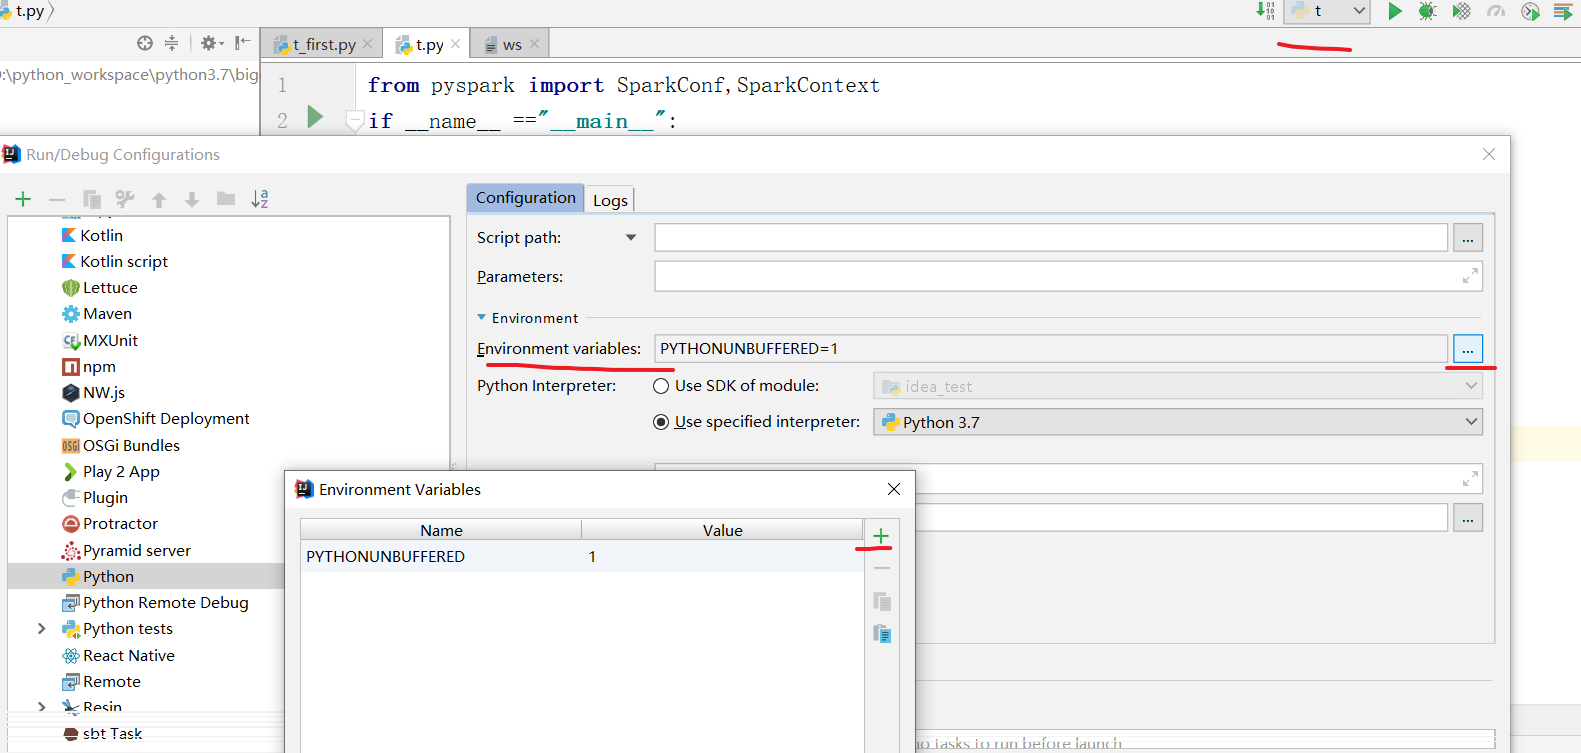 t.py
t
t_first.py
t.py
ws
:\python_workspace\python3.7\big
1
from pyspark import SparkConf,SparkContext
2
if __name__ =="__main__":
Run/Debug Configurations
Configuration
Logs
Kotlin
Kotlin script
Lettuce
Maven
MXUnit
npm
NW.js
OpenShift Deployment
OSGi Bundles
Play 2 App
Plugin
Protractor
Pyramid server
Python
Python Remote Debug
Python tests
React Native
Remote
Resin
sbt Task
Script path:
...
Parameters:
Environment
Environment variables:
PYTHONUNBUFFERED=1
...
Python Interpreter:
Use SDK of module:
idea_test
Use specified interpreter:
Python 3.7
...
Environment Variables
Name
Value
PYTHONUNBUFFERED
1
no tasks to run before launch